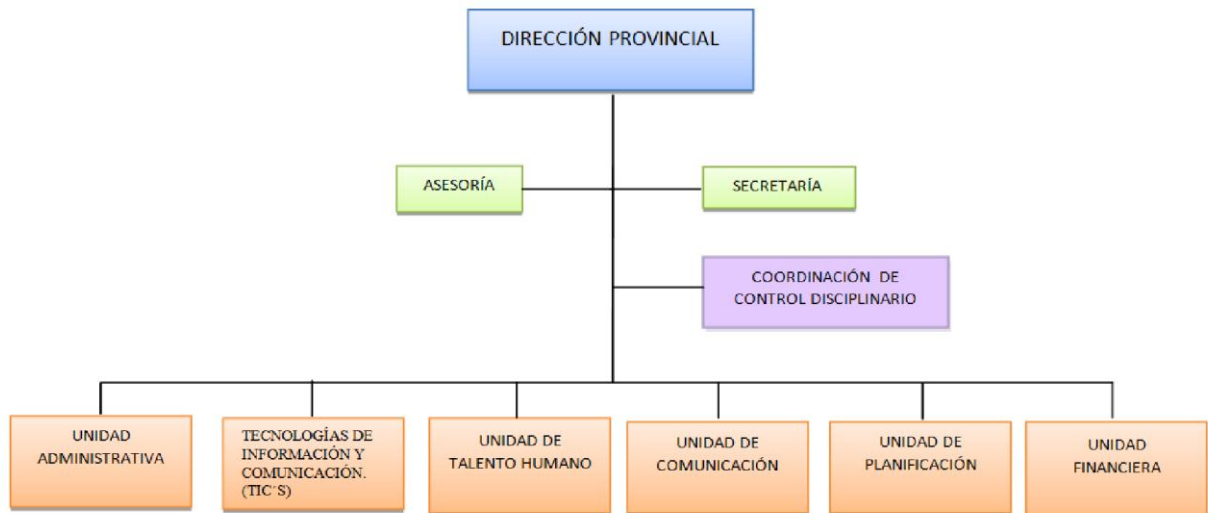 DIRECCIÓN PROVINCIAL
ASESORÍA
SECRETARÍA
COORDINACIÓN DE
CONTROL DISCIPLINARIO
UNIDAD
ADMINISTRATIVA
TECNOLOGÍAS DE
INFORMACIÓN Y
COMUNICACIÓN.
(TIC´S)
UNIDAD DE
TALENTO HUMANO
UNIDAD DE
COMUNICACIÓN
UNIDAD DE
PLANIFICACIÓN
UNIDAD
FINANCIERA